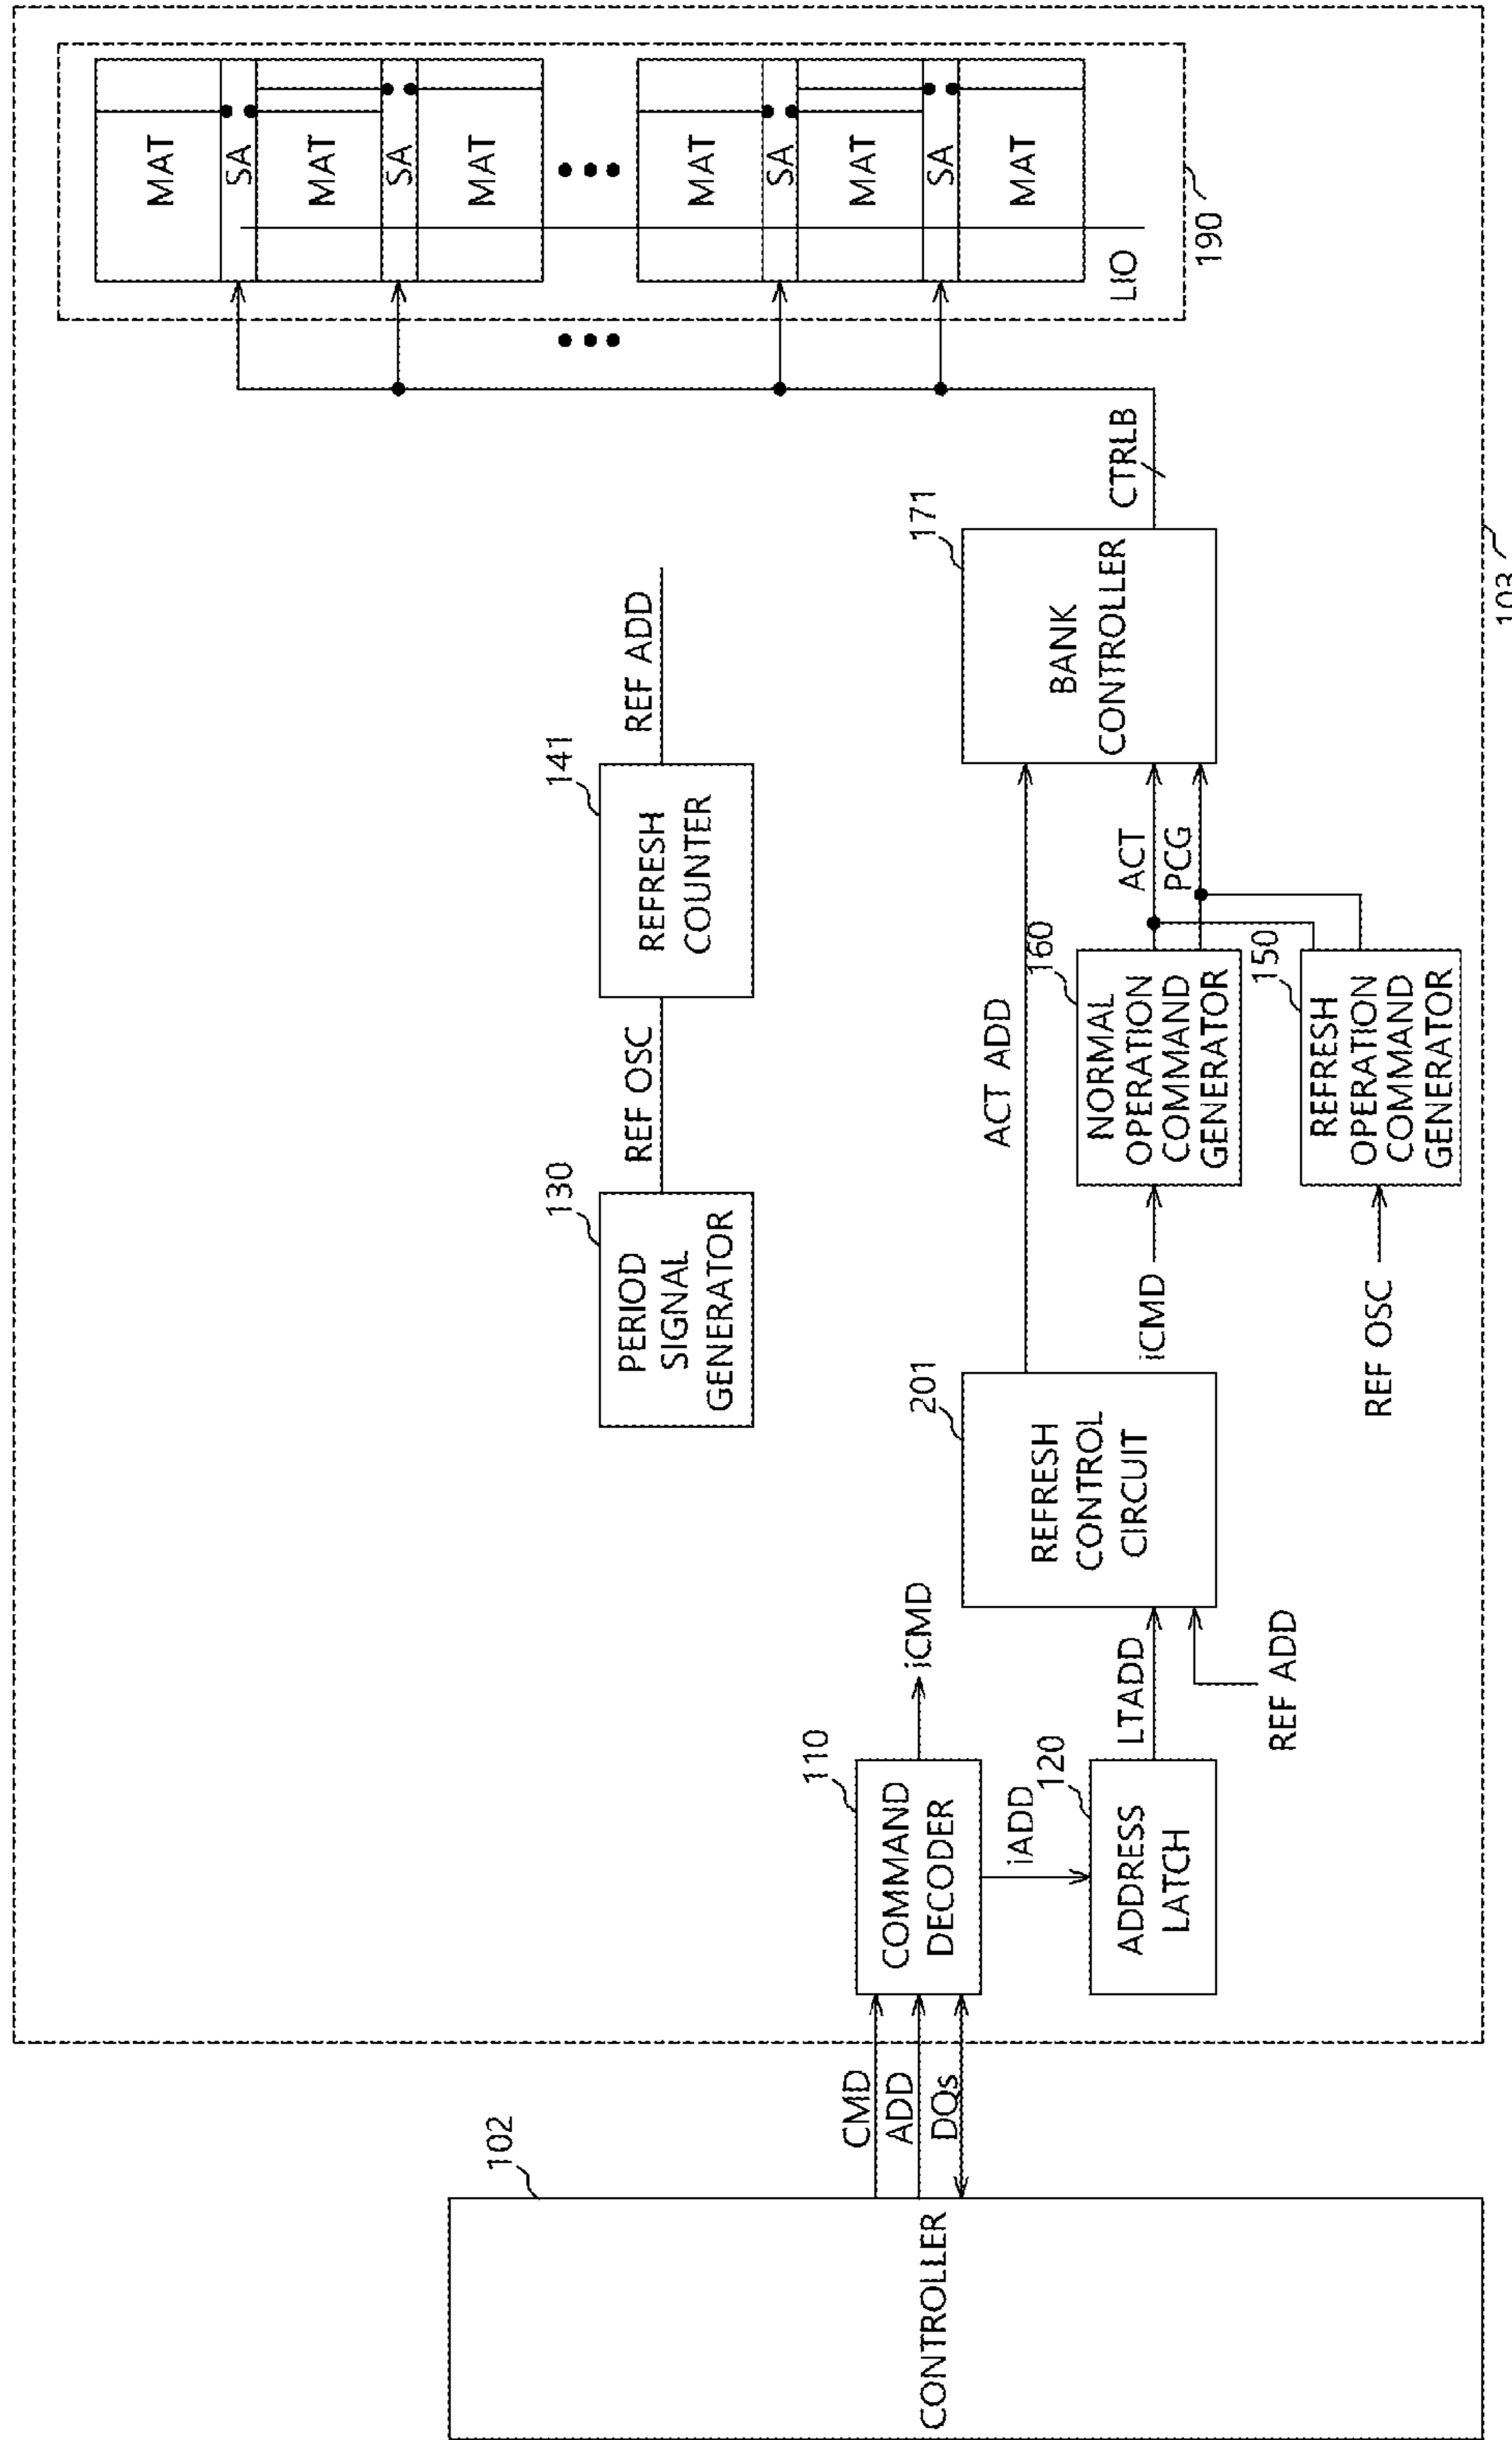 102
CONTROLLER
CMD
ADD
DQs
110
COMMAND
DECODER
iCMD
iADD
120
ADDRESS
LATCH
LTADD
REF ADD
201
REFRESH
CONTROL
CIRCUIT
ACT ADD
130
PERIOD
SIGNAL
GENERATOR
REF OSC
141
REFRESH
COUNTER
REF ADD
iCMD
160
NORMAL
OPERATION
COMMAND
GENERATOR
REF OSC
150
REFRESH
OPERATION
COMMAND
GENERATOR
ACT
PCG
171
BANK
CONTROLLER
CTRLB
MAT
SA
MAT
SA
MAT
MAT
SA
MAT
SA
MAT
LIO
190
103